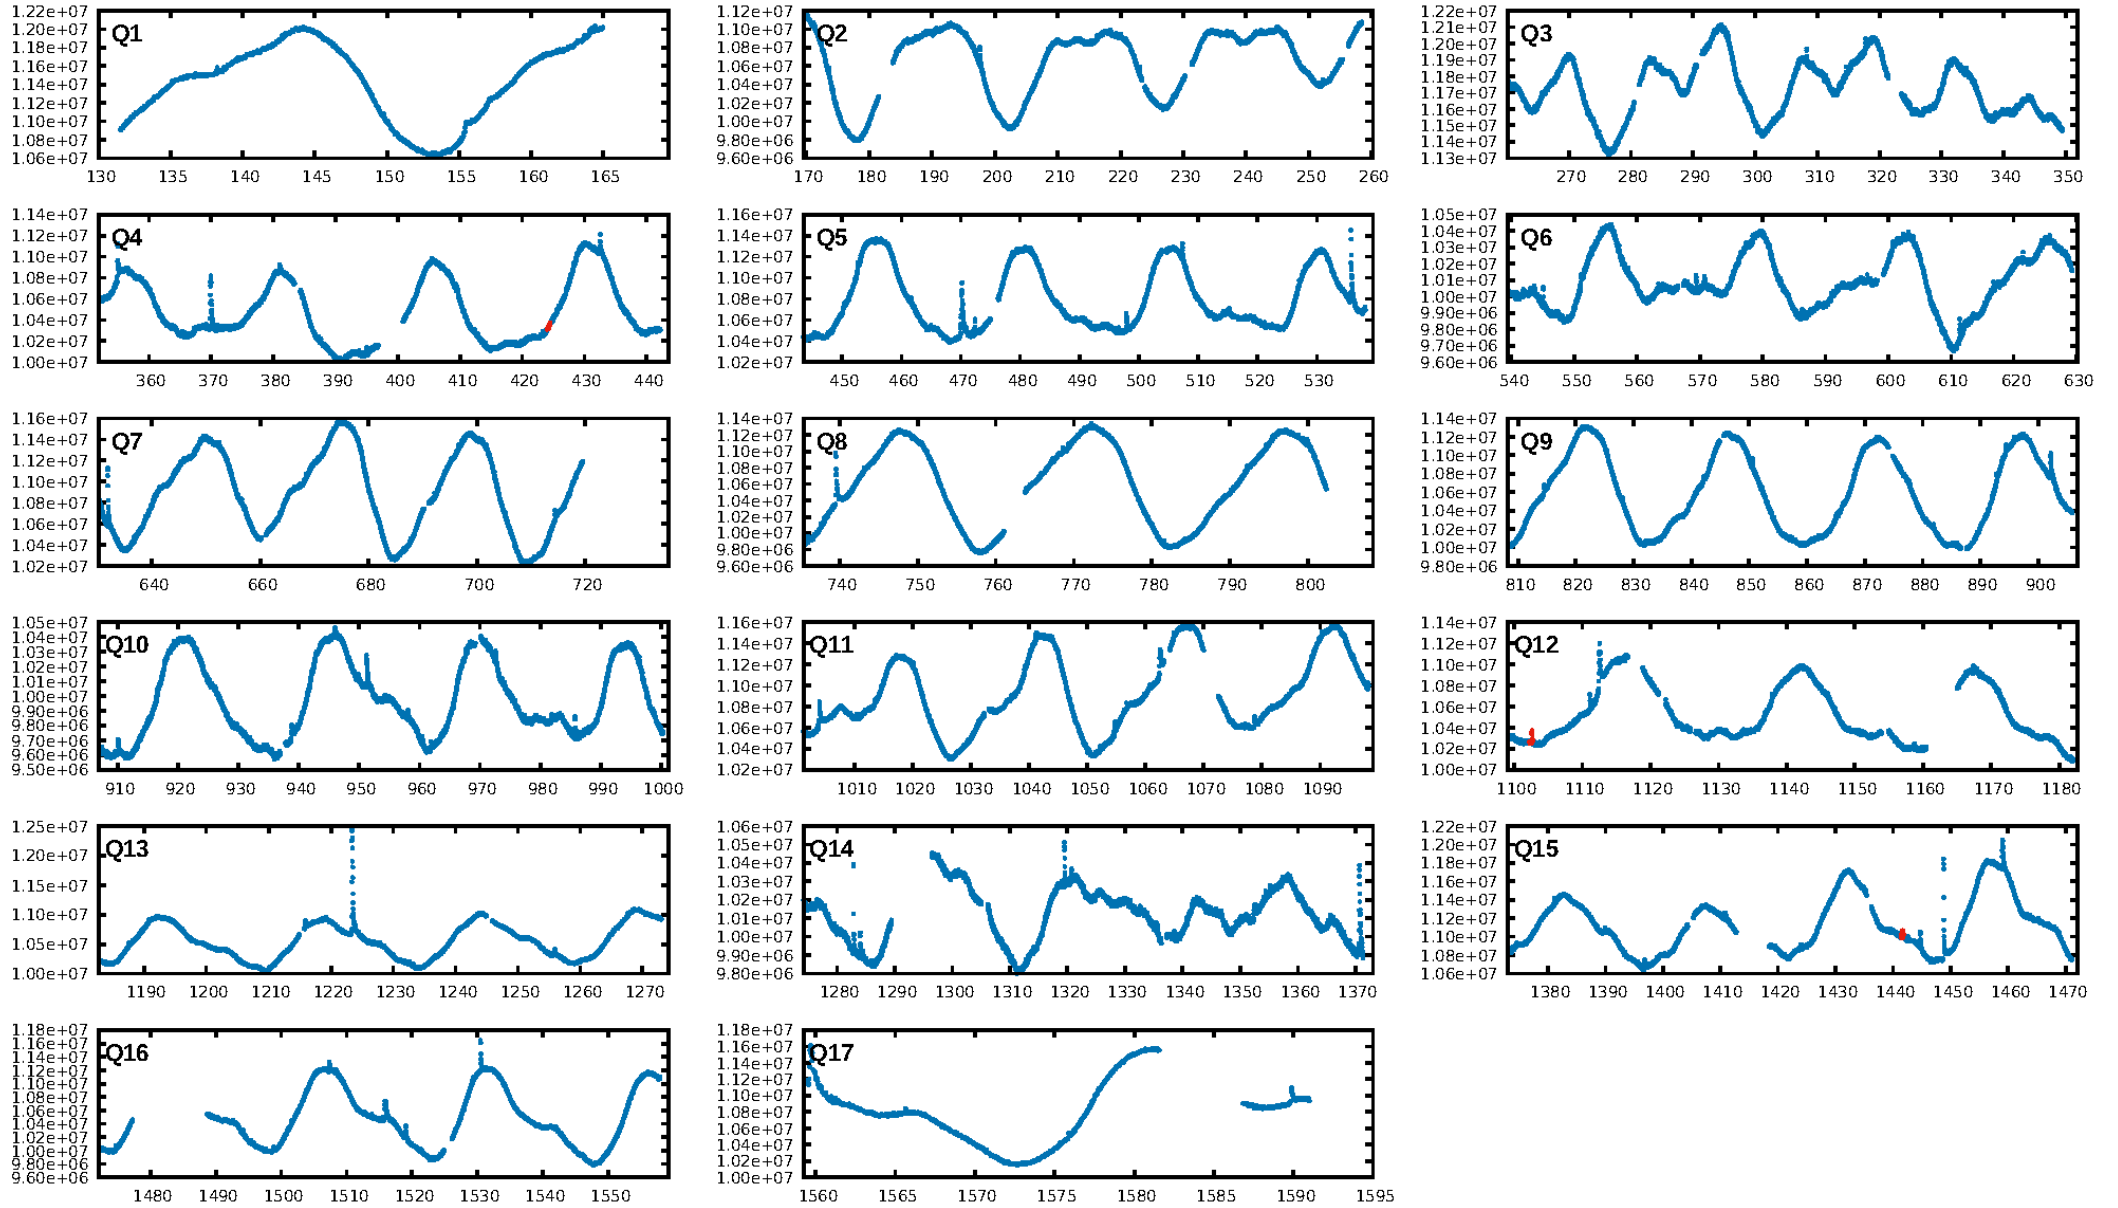 Q1
1.22e+07
1.20e+07
1.18e+07
1.16e+07
1.14e+07
1.12e+07
1.10e+07
1.08e+07
1.06e+07
130 135 140 145 150 155 160 165
Q2
1.12e+07
1.10e+07
1.08e+07
1.06e+07
1.04e+07
1.02e+07
1.00e+07
9.80e+06
9.60e+06
170 180 190 200 210 220 230 240 250 260
Q3
1.22e+07
1.21e+07
1.20e+07
1.19e+07
1.18e+07
1.17e+07
1.16e+07
1.15e+07
1.14e+07
1.13e+07
270 280 290 300 310 320 330 340 350
Q4
1.14e+07
1.12e+07
1.10e+07
1.08e+07
1.06e+07
1.04e+07
1.02e+07
1.00e+07
360 370 380 390 400 410 420 430 440
Q5
1.16e+07
1.14e+07
1.12e+07
1.10e+07
1.08e+07
1.06e+07
1.04e+07
1.02e+07
450 460 470 480 490 500 510 520 530
Q6
1.05e+07
1.04e+07
1.03e+07
1.02e+07
1.01e+07
1.00e+07
9.90e+06
9.80e+06
9.70e+06
9.60e+06
540 550 560 570 580 590 600 610 620 630
Q7
1.16e+07
1.14e+07
1.12e+07
1.10e+07
1.08e+07
1.06e+07
1.04e+07
1.02e+07
640 660 680 700 720
Q8
1.14e+07
1.12e+07
1.10e+07
1.08e+07
1.06e+07
1.04e+07
1.02e+07
1.00e+07
9.80e+06
9.60e+06
740 750 760 770 780 790 800
Q9
1.14e+07
1.12e+07
1.10e+07
1.08e+07
1.06e+07
1.04e+07
1.02e+07
1.00e+07
9.80e+06
810 820 830 840 850 860 870 880 890 900
Q10
1.05e+07
1.04e+07
1.03e+07
1.02e+07
1.01e+07
1.00e+07
9.90e+06
9.80e+06
9.70e+06
9.60e+06
9.50e+06
910 920 930 940 950 960 970 980 990 1000
Q11
1.16e+07
1.14e+07
1.12e+07
1.10e+07
1.08e+07
1.06e+07
1.04e+07
1.02e+07
1010 1020 1030 1040 1050 1060 1070 1080 1090
Q12
1.14e+07
1.12e+07
1.10e+07
1.08e+07
1.06e+07
1.04e+07
1.02e+07
1.00e+07
1100 1110 1120 1130 1140 1150 1160 1170 1180
Q13
1.25e+07
1.20e+07
1.15e+07
1.10e+07
1.05e+07
1.00e+07
1190 1200 1210 1220 1230 1240 1250 1260 1270
Q14
1.06e+07
1.05e+07
1.04e+07
1.03e+07
1.02e+07
1.01e+07
1.00e+07
9.90e+06
9.80e+06
1280 1290 1300 1310 1320 1330 1340 1350 1360 1370
Q15
1.22e+07
1.20e+07
1.18e+07
1.16e+07
1.14e+07
1.12e+07
1.10e+07
1.08e+07
1.06e+07
1380 1390 1400 1410 1420 1430 1440 1450 1460 1470
Q16
1.18e+07
1.16e+07
1.14e+07
1.12e+07
1.10e+07
1.08e+07
1.06e+07
1.04e+07
1.02e+07
1.00e+07
9.80e+06
9.60e+06
1480 1490 1500 1510 1520 1530 1540 1550
Q17
1.18e+07
1.16e+07
1.14e+07
1.12e+07
1.10e+07
1.08e+07
1.06e+07
1.04e+07
1.02e+07
1.00e+07
1560 1565 1570 1575 1580 1585 1590 1595